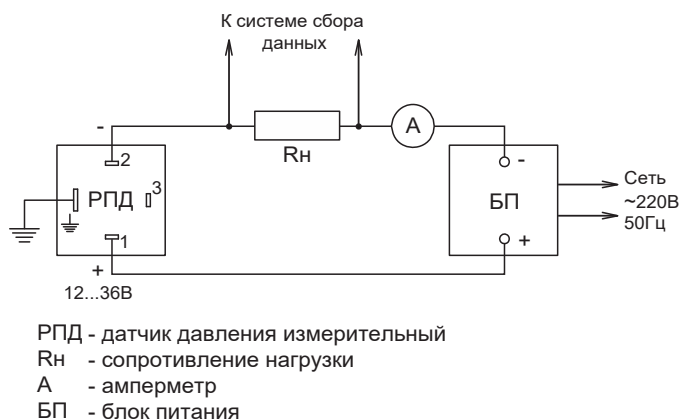 К системе сбора
данных
А
Rн
-
2
РПД
3
1
+
12...36В
-
БП
+
Сеть
~220В
50Гц
РПД - датчик давления измерительный
Rн - сопротивление нагрузки
А - амперметр
БП - блок питания